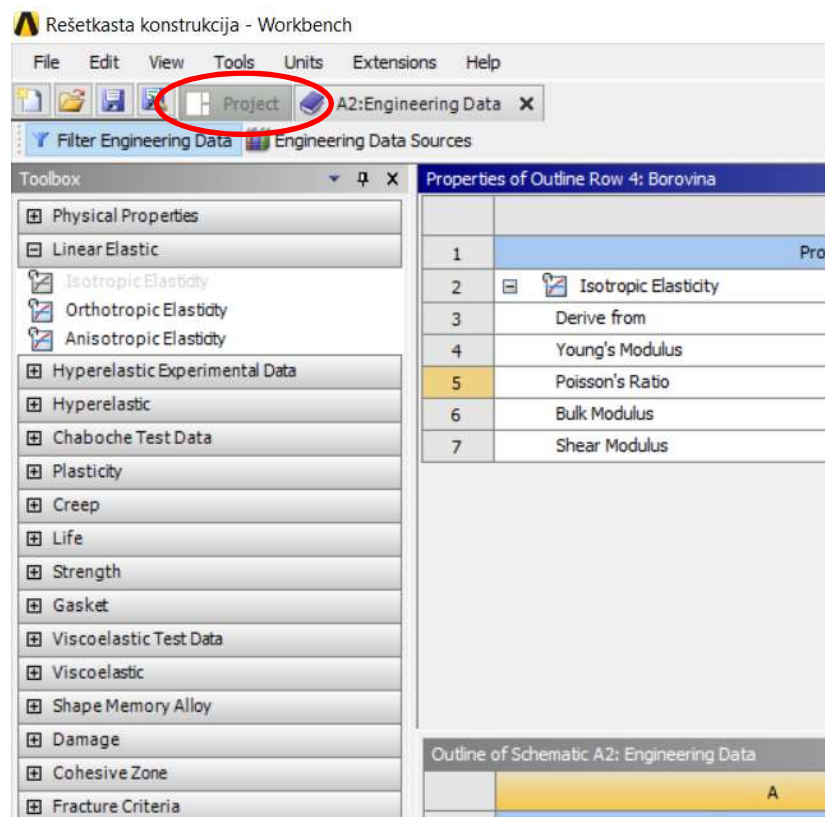 Rešetkasta konstrukcija - Workbench
File Edit View Tools Units Extensions Help
Project A2:Engineering Data
Filter Engineering Data Engineering Data Sources
Toolbox
Physical Properties
Linear Elastic
Isotropic Elasticity
Orthotropic Elasticity
Anisotropic Elasticity
Hyperelastic Experimental Data
Hyperelastic
Chaboche Test Data
Plasticity
Creep
Life
Strength
Gasket
Viscoelastic Test Data
Viscoelastic
Shape Memory Alloy
Damage
Cohesive Zone
Fracture Criteria
Properties of Outline Row 4: Borovina
1 Pro
2 Isotropic Elasticity
3 Derive from
4 Young's Modulus
5 Poisson's Ratio
6 Bulk Modulus
7 Shear Modulus
Outline of Schematic A2: Engineering Data
A